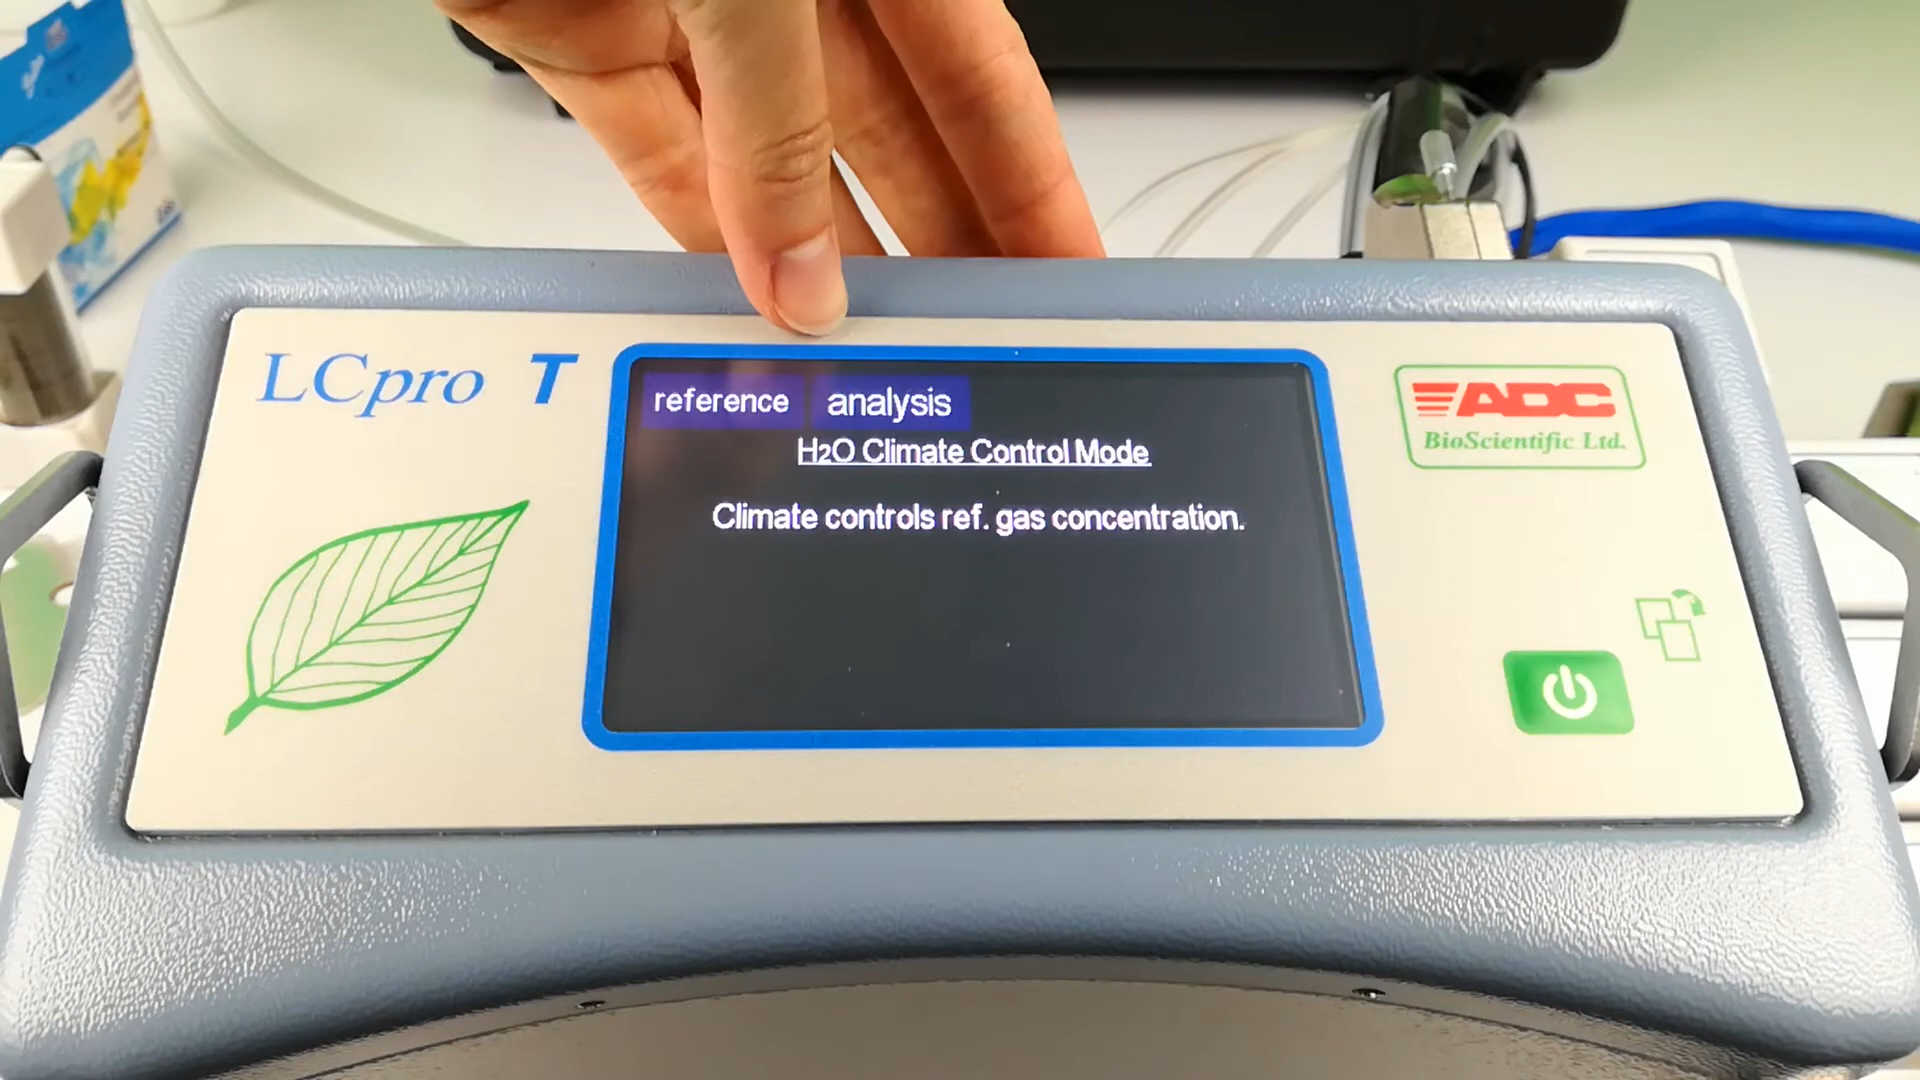 LCpro T
reference analysis
H₂O Climate Control Mode
Climate controls ref. gas concentration.
ADC
BioScientific Ltd.